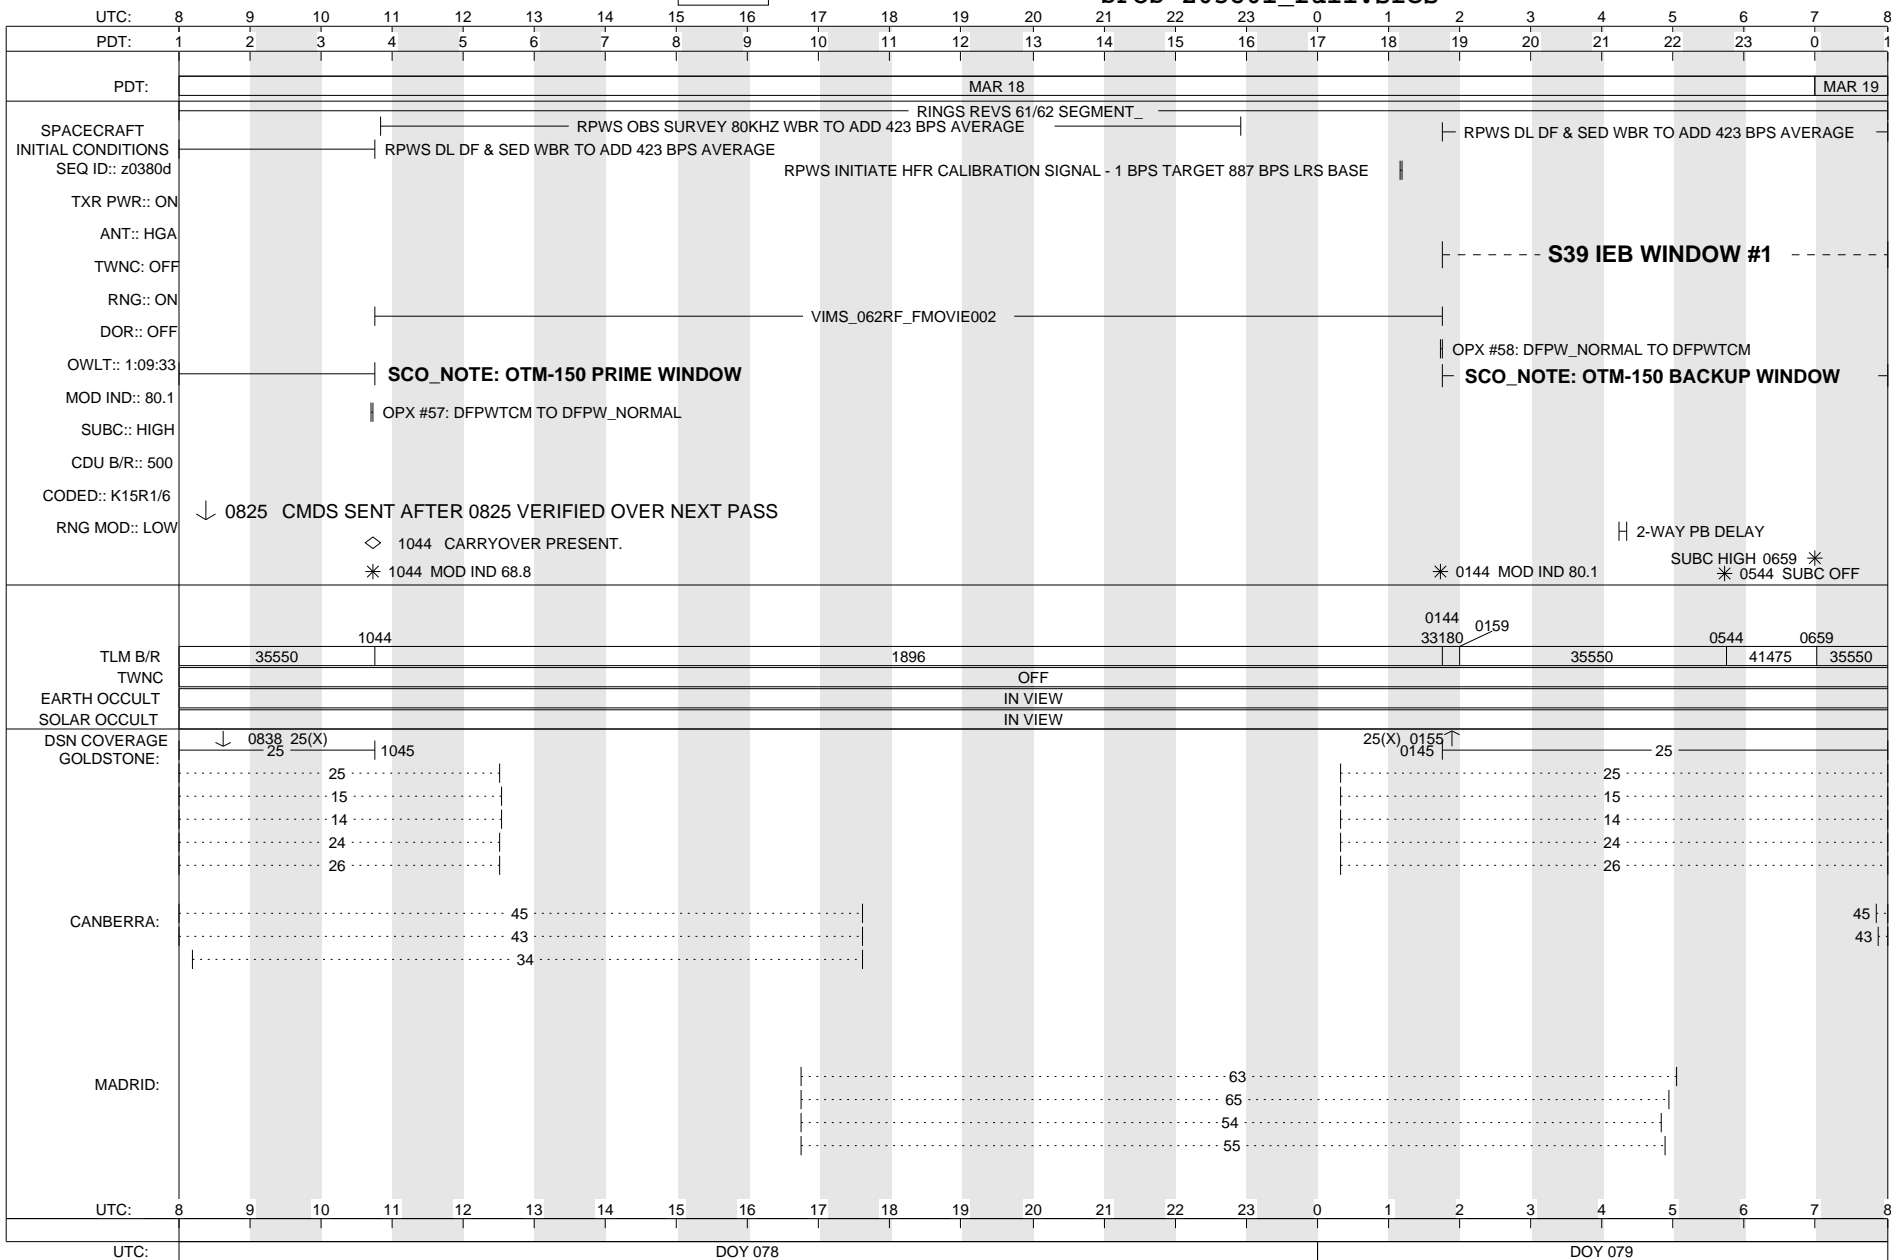 UTC: 8 9 10 11 12 13 14 15 16 17 18 19 20 21 22 23 0 1 2 3 4 5 6 7 8
PDT: 1 2 3 4 5 6 7 8 9 10 11 12 13 14 15 16 17 18 19 20 21 22 23 0 1
PDT: MAR 18 MAR 19
RINGS REVS 61/62 SEGMENT_
SPACECRAFT
INITIAL CONDITIONS
RPWS OBS SURVEY 80KHZ WBR TO ADD 423 BPS AVERAGE
RPWS DL DF & SED WBR TO ADD 423 BPS AVERAGE
RPWS DL DF & SED WBR TO ADD 423 BPS AVERAGE
SEQ ID:: z0380d
RPWS INITIATE HFR CALIBRATION SIGNAL - 1 BPS TARGET 887 BPS LRS BASE
TXR PWR:: ON
ANT:: HGA
S39 IEB WINDOW #1
TWNC: OFF
RNG:: ON
VIMS_062RF_FMOVIE002
DOR:: OFF
OPX #58: DFPW_NORMAL TO DFPWTCM
OWLT:: 1:09:33
SCO_NOTE: OTM-150 PRIME WINDOW
SCO_NOTE: OTM-150 BACKUP WINDOW
MOD IND:: 80.1
OPX #57: DFPWTCM TO DFPW_NORMAL
SUBC:: HIGH
CDU B/R:: 500
CODED:: K15R1/6
0825 CMDS SENT AFTER 0825 VERIFIED OVER NEXT PASS
RNG MOD:: LOW
2-WAY PB DELAY
1044 CARRYOVER PRESENT.
SUBC HIGH 0659
1044 MOD IND 68.8
0144 MOD IND 80.1
0544 SUBC OFF
0144 0159
1044 33180 0544 0659
TLM B/R 35550 1896 35550 41475 35550
TWNC OFF
EARTH OCCULT IN VIEW
SOLAR OCCULT IN VIEW
DSN COVERAGE 0838 25(X) 25(X) 0155
GOLDSTONE: 25 1045 0145 25
25 25
15 15
14 14
24 24
26 26
CANBERRA:
45 45
43 43
34
MADRID:
63
65
54
55
UTC: 8 9 10 11 12 13 14 15 16 17 18 19 20 21 22 23 0 1 2 3 4 5 6 7 8
UTC: DOY 078 DOY 079